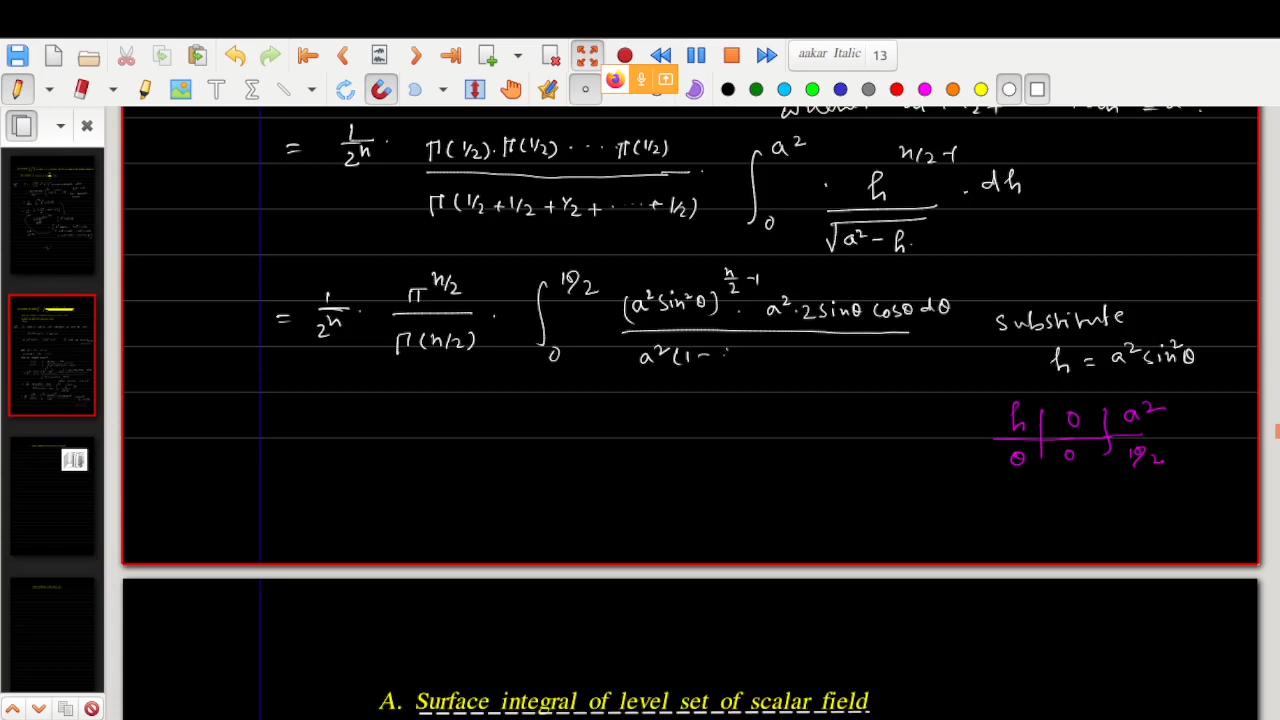 aakar Italic 13
= 1/2ⁿ · Γ(1/2)·Γ(1/2) ··· Γ(1/2) / Γ(1/2 + 1/2 + 1/2 + ··· + 1/2) · ∫₀^{a²} · h^{n/2 -1} / √(a² - h) · dh
= 1/2ⁿ · π^{n/2} / Γ(n/2) · ∫₀^{π/2} (a² sin²θ)^{n/2 -1} a² · 2 sinθ cosθ dθ / a²(1 -
substitute
h = a² sin²θ
h | 0 | a²
θ | 0 | π/2
A. Surface integral of level set of scalar field